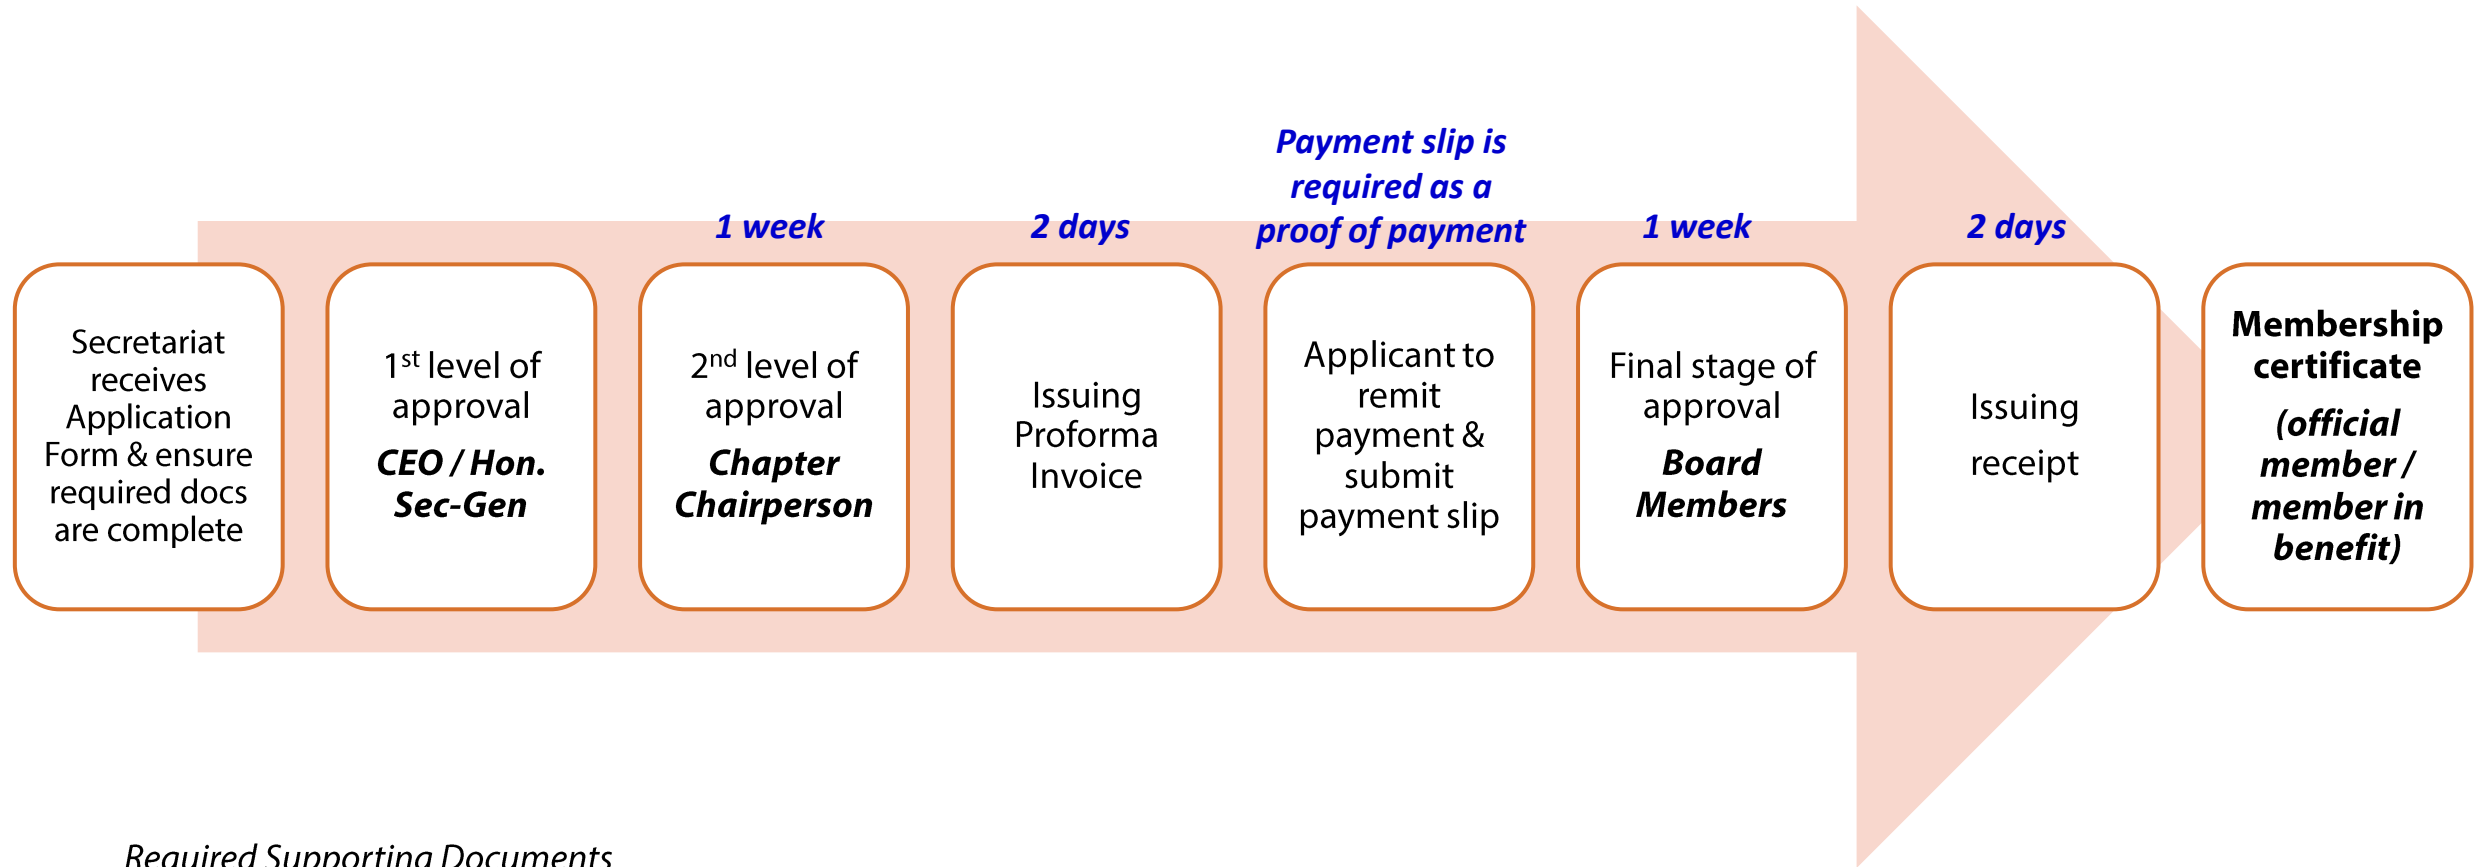 Payment slip is
required as a
proof of payment
1 week
2 days
1 week
2 days
Secretariat
receives
Application
Form & ensure
required docs
are complete
1st level of
approval
CEO / Hon.
Sec-Gen
2nd level of
approval
Chapter
Chairperson
Issuing
Proforma
Invoice
Applicant to
remit
payment &
submit
payment slip
Final stage of
approval
Board
Members
Issuing
receipt
Membership
certificate
(official
member /
member in
benefit)
Required Supporting Documents